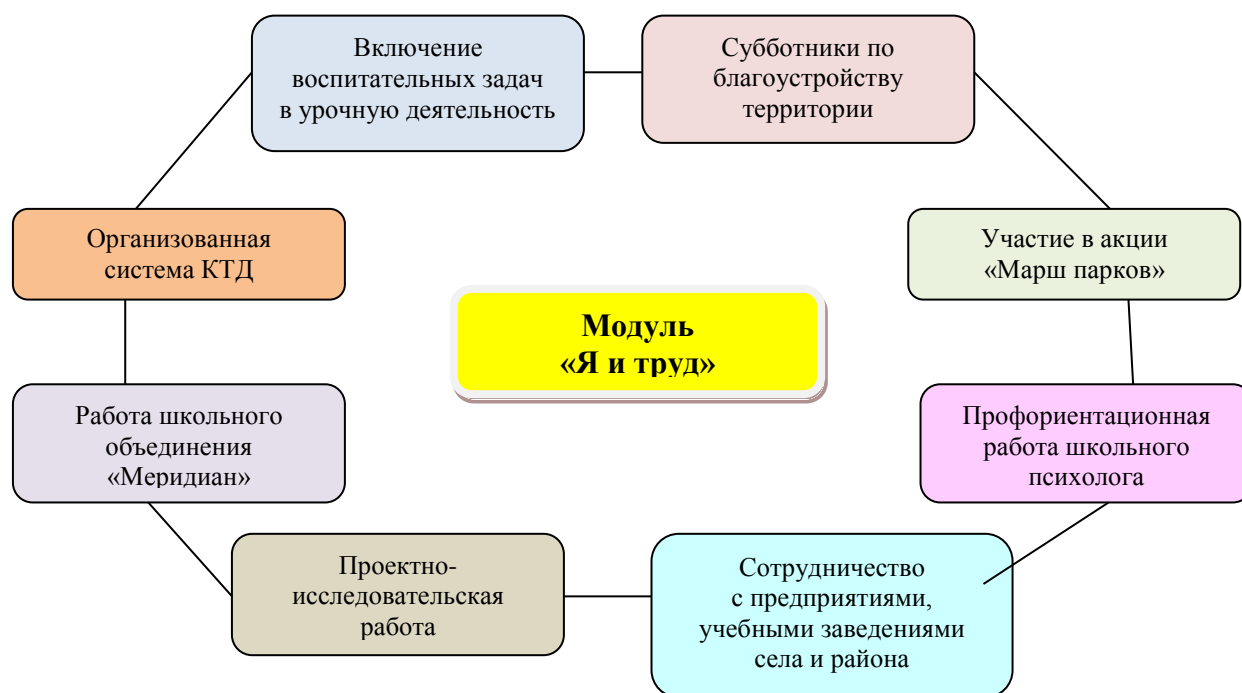 Включение
воспитательных задач
в урочную деятельность
Субботники по
благоустройству
территории
Организованная
система КТД
Участие в акции
«Марш парков»
Модуль
«Я и труд»
Работа школьного
объединения
«Меридиан»
Профориентационная
работа школьного
психолога
Проектно-
исследовательская
работа
Сотрудничество
с предприятиями,
учебными заведениями
села и района